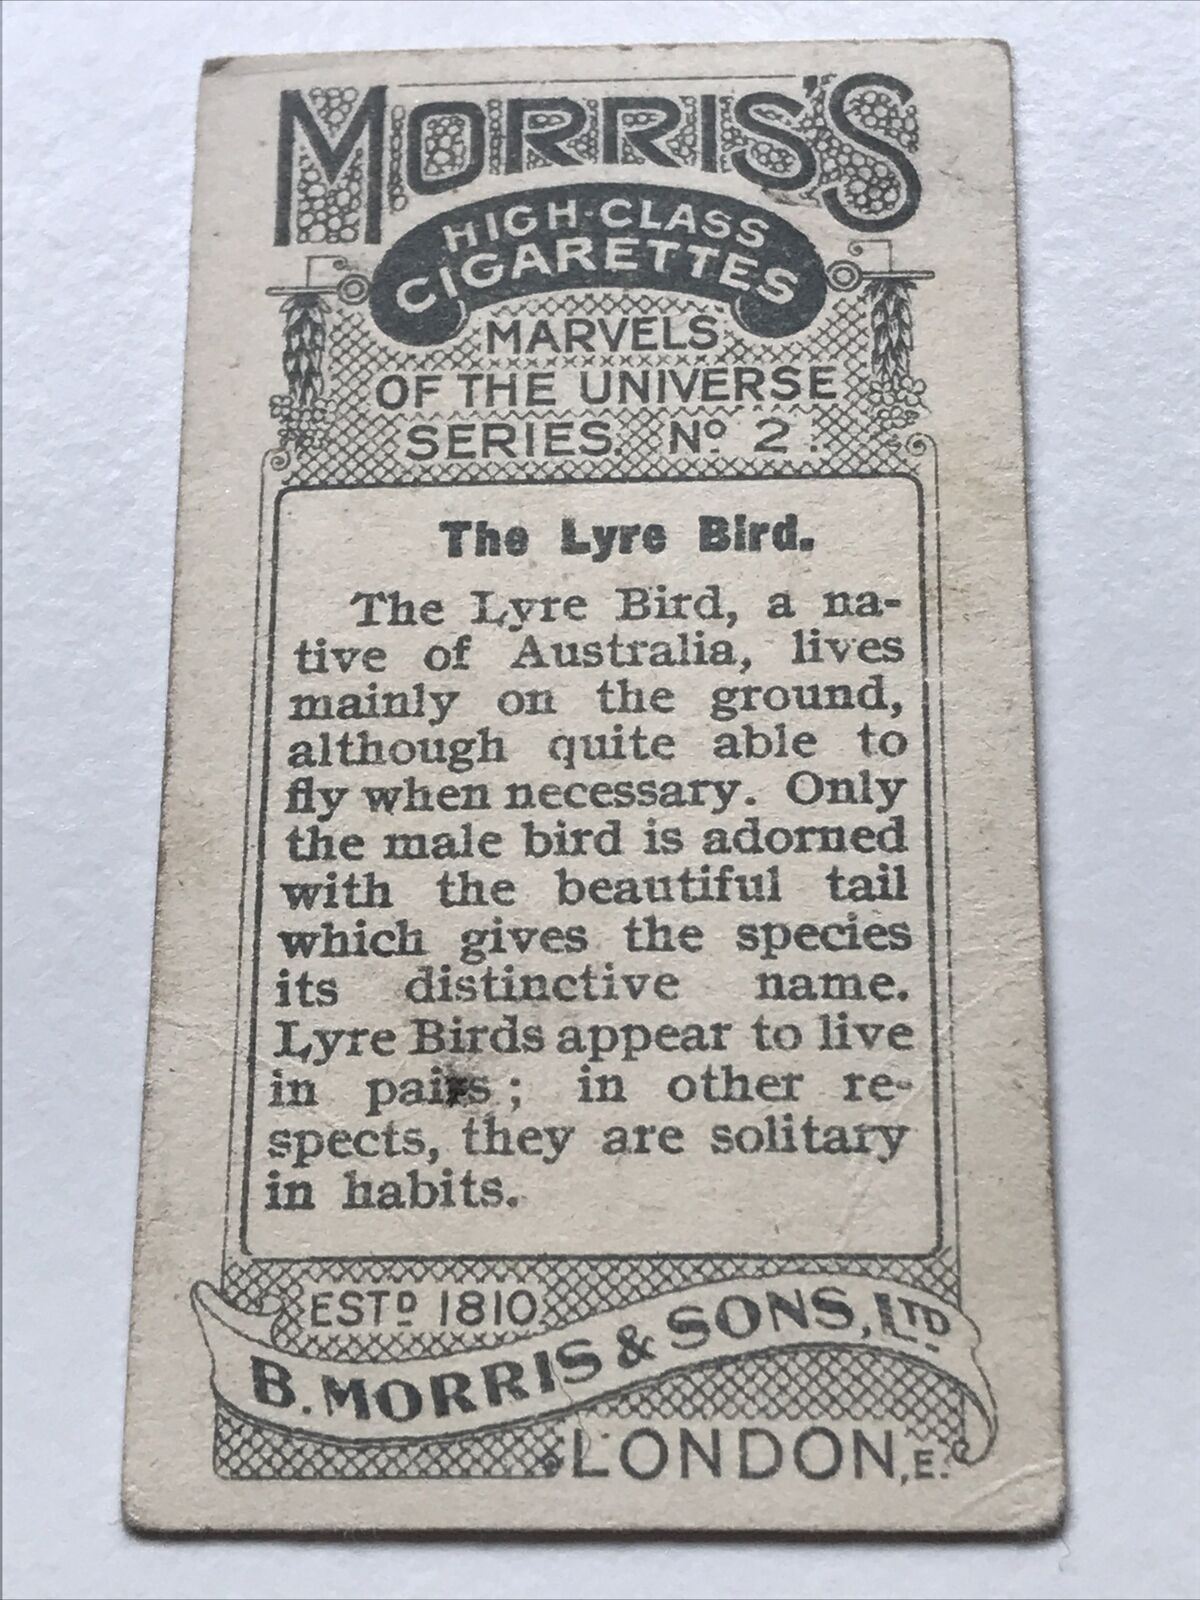 MORRIS'S
HIGH-CLASS
CIGARETTES
MARVELS
OF THE UNIVERSE
SERIES. No. 2.
The Lyre Bird.
The Lyre Bird, a na-
tive of Australia, lives
mainly on the ground,
although quite able to
fly when necessary. Only
the male bird is adorned
with the beautiful tail
which gives the species
its distinctive name.
Lyre Birds appear to live
in pairs; in other re-
spects, they are solitary
in habits.
ESTD 1810.
B. MORRIS & SONS, LTD.
LONDON, E.